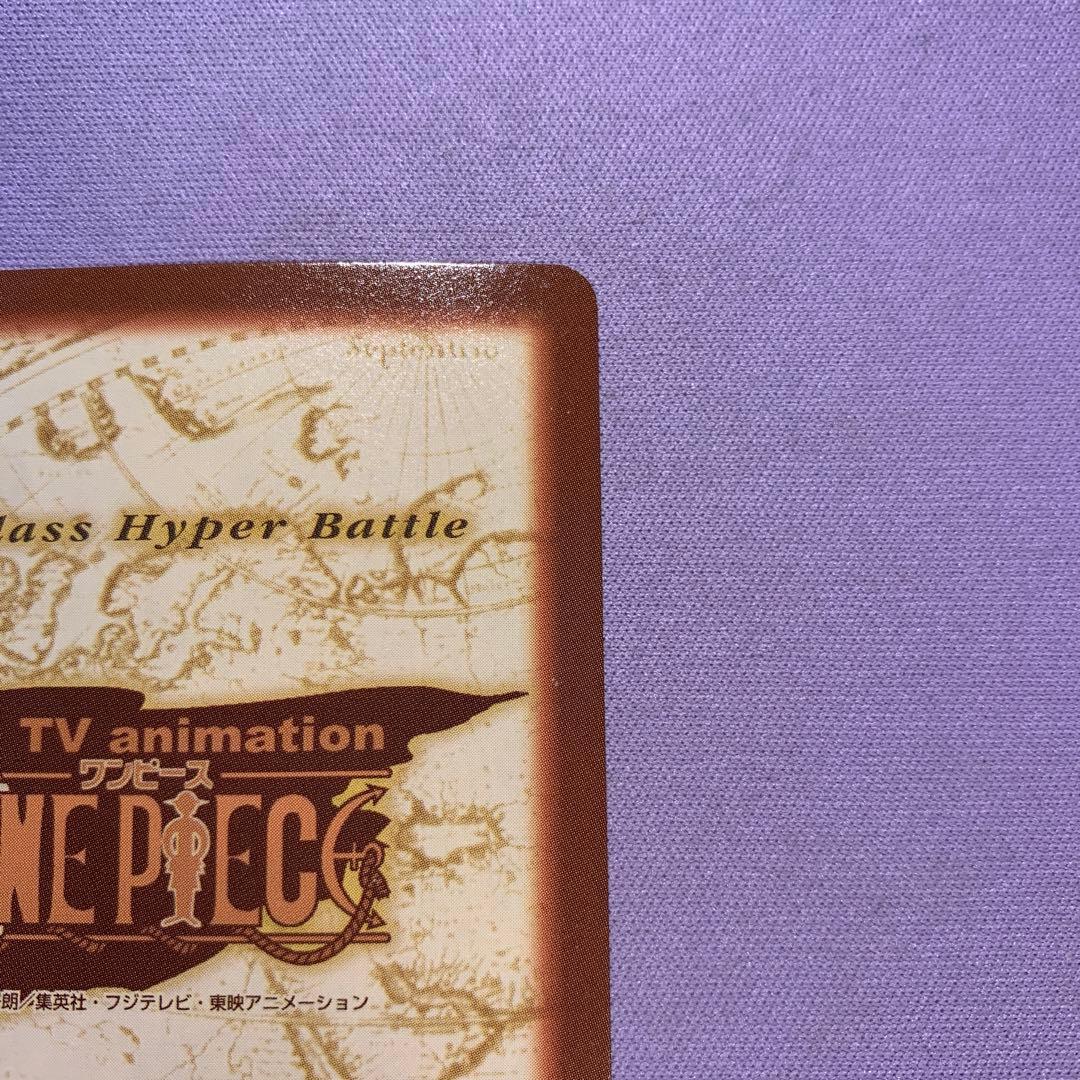 Septentrio
lass Hyper Battle
TV animation
ワンピース
NE PIECE
朗／集英社・フジテレビ・東映アニメーション